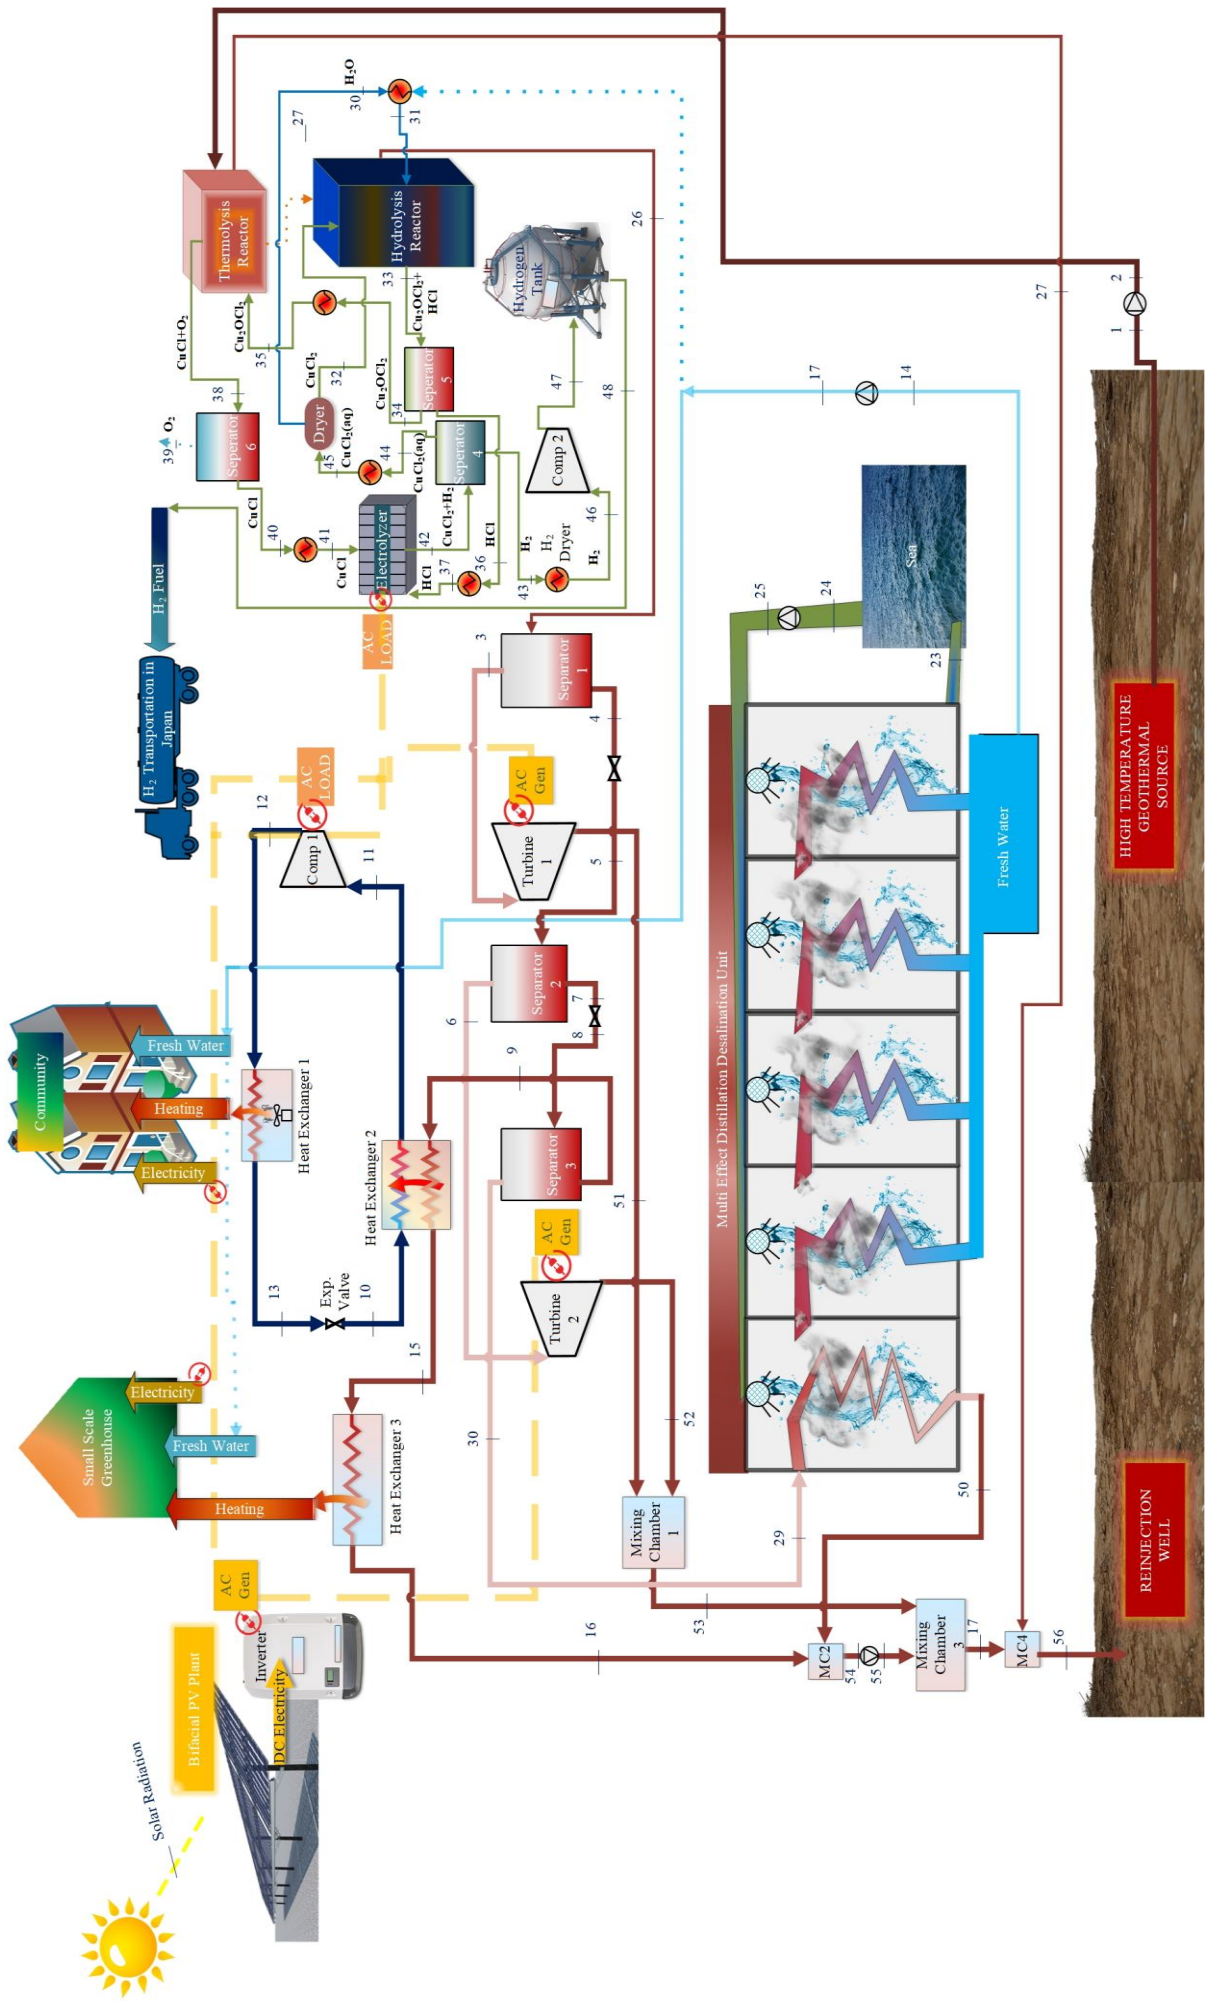 Solar Radiation
Bifacial PV Plant
DC Electricity
Inverter
AC
Gen
Small Scale
Greenhouse
Heating
Fresh Water
Electricity
Community
Electricity
Heating
Fresh Water
H₂ Transportation in
Japan
H₂ Fuel
Heat Exchanger 3
15
16
13
Exp.
Valve
10
Heat Exchanger 2
Heat Exchanger 1
12
11
Comp 1
AC
LOAD
AC
LOAD
39
O₂
Seperator
6
38
CuCl+O₂
Thermolysis
Reactor
Cu₂OCl₂
35
CuCl
40
41
CuCl
Electrolyzer
42
CuCl₂+H₂
HCl
37
36
HCl
Dryer
CuCl₂
32
45
CuCl₂(aq)
44
CuCl₂(aq)
Seperator
4
Cu₂OCl₂
34
Seperator
5
Cu₂OCl₂+
HCl
33
Hydrolysis
Reactor
27
30
H₂O
31
26
Hydrogen
Tank
47
48
Comp 2
46
H₂
43
H₂
H₂
Dryer
3
Separator
1
4
AC
Gen
Turbine
1
5
6
Separator
2
7
8
9
Separator
3
51
AC
Gen
Turbine
2
30
52
Mixing
Chamber
1
53
29
50
MC2
54
55
Mixing
Chamber
3
17
MC4
56
Multi Effect Distillation Desalination Unit
Fresh Water
25
24
23
Sea
17
14
27
1
2
HIGH TEMPERATURE
GEOTHERMAL
SOURCE
REINJECTION
WELL